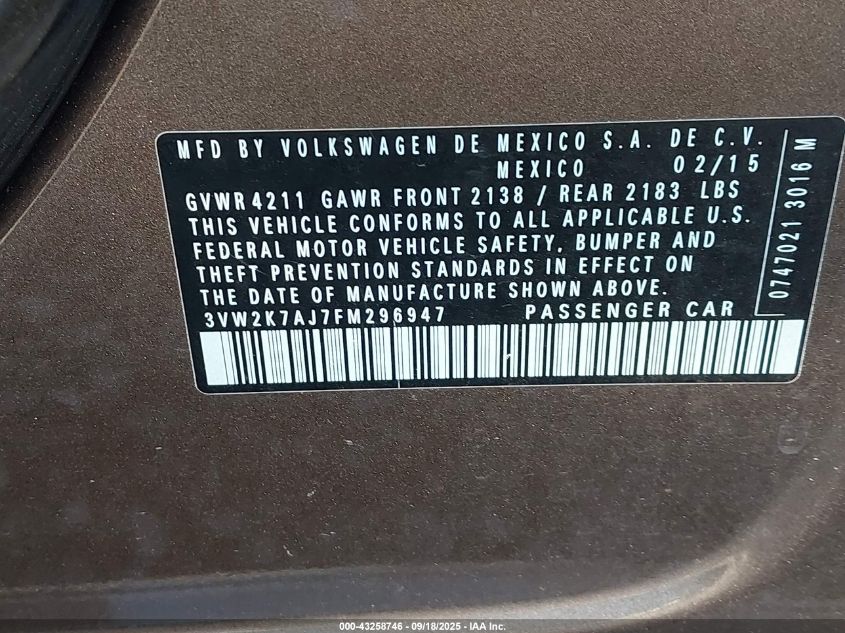 MFD BY VOLKSWAGEN DE MEXICO S.A. DE C.V.
MEXICO 02/15
GVWR 4211 GAWR FRONT 2138 / REAR 2183 LBS
THIS VEHICLE CONFORMS TO ALL APPLICABLE U.S.
FEDERAL MOTOR VEHICLE SAFETY, BUMPER AND
THEFT PREVENTION STANDARDS IN EFFECT ON
THE DATE OF MANUFACTURE SHOWN ABOVE.
3VW2K7AJ7FM296947 PASSENGER CAR
0747021 3016 M
000-43258746 - 09/18/2025 - IAA Inc.